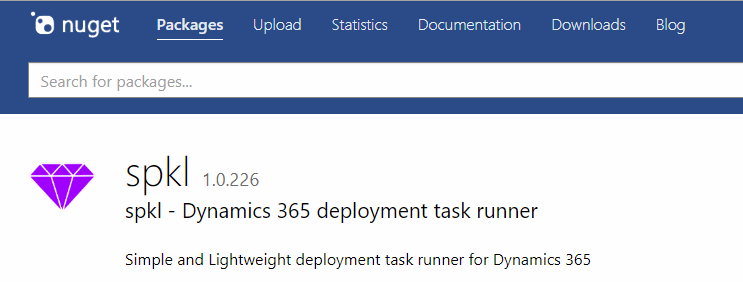 nuget Packages Upload Statistics Documentation Downloads Blog
Search for packages...
spkl 1.0.226
spkl - Dynamics 365 deployment task runner
Simple and Lightweight deployment task runner for Dynamics 365